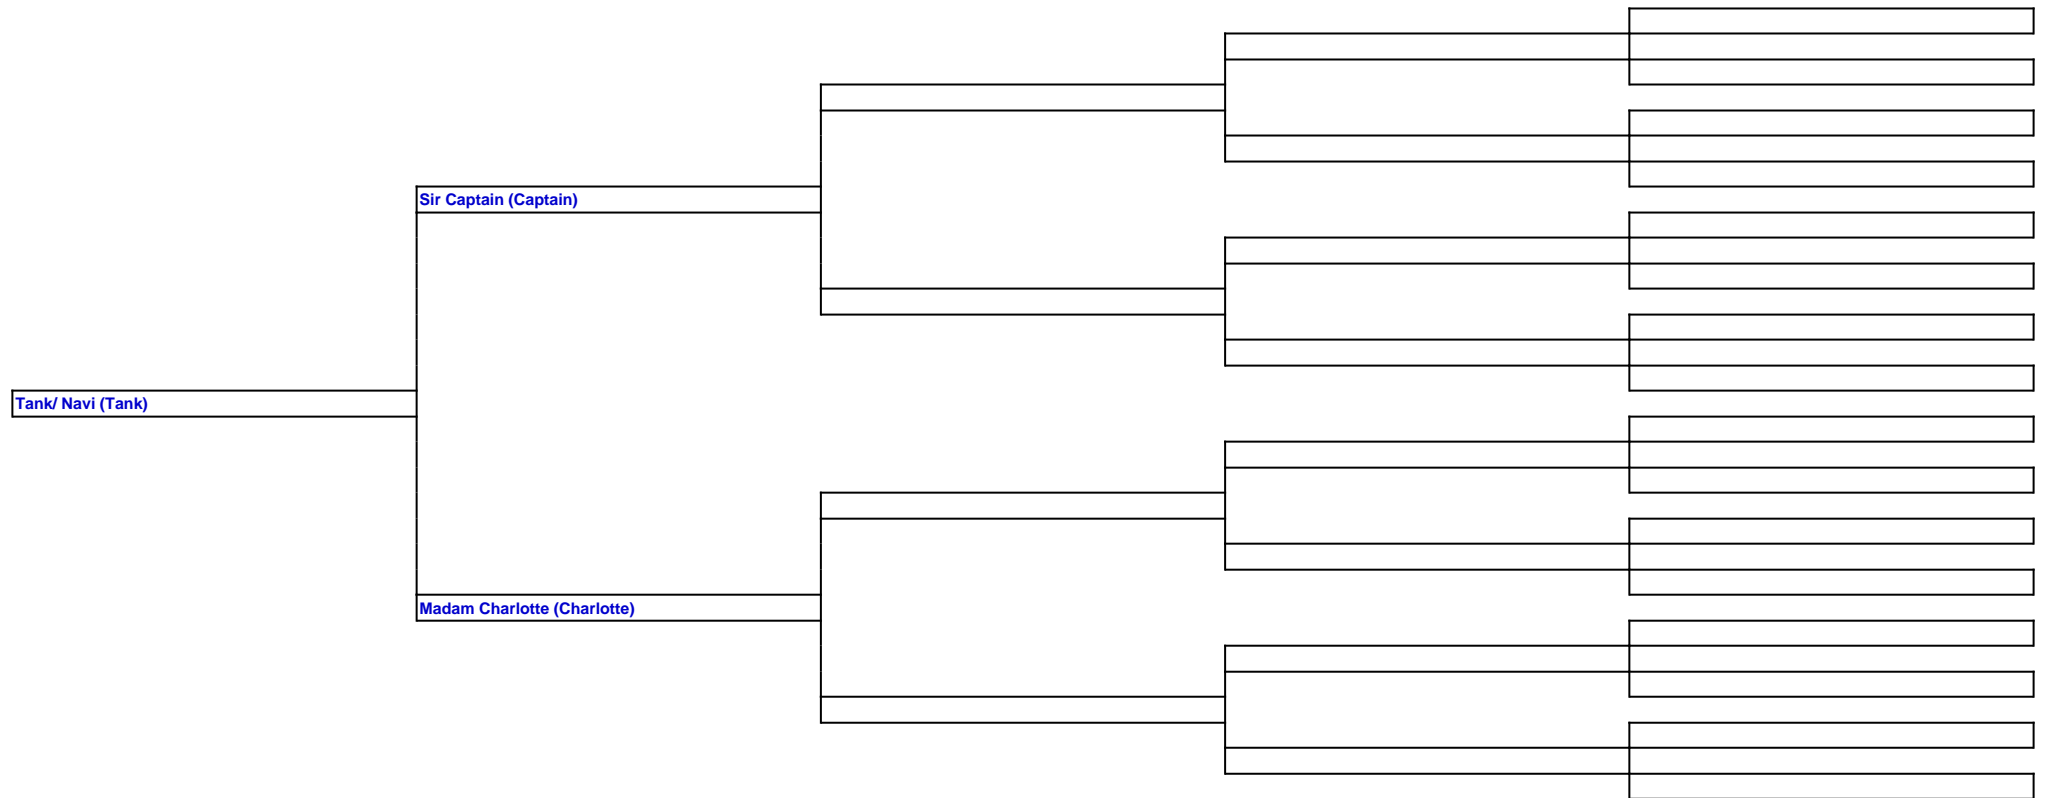 Sir Captain (Captain)
Tank/ Navi (Tank)
Madam Charlotte (Charlotte)